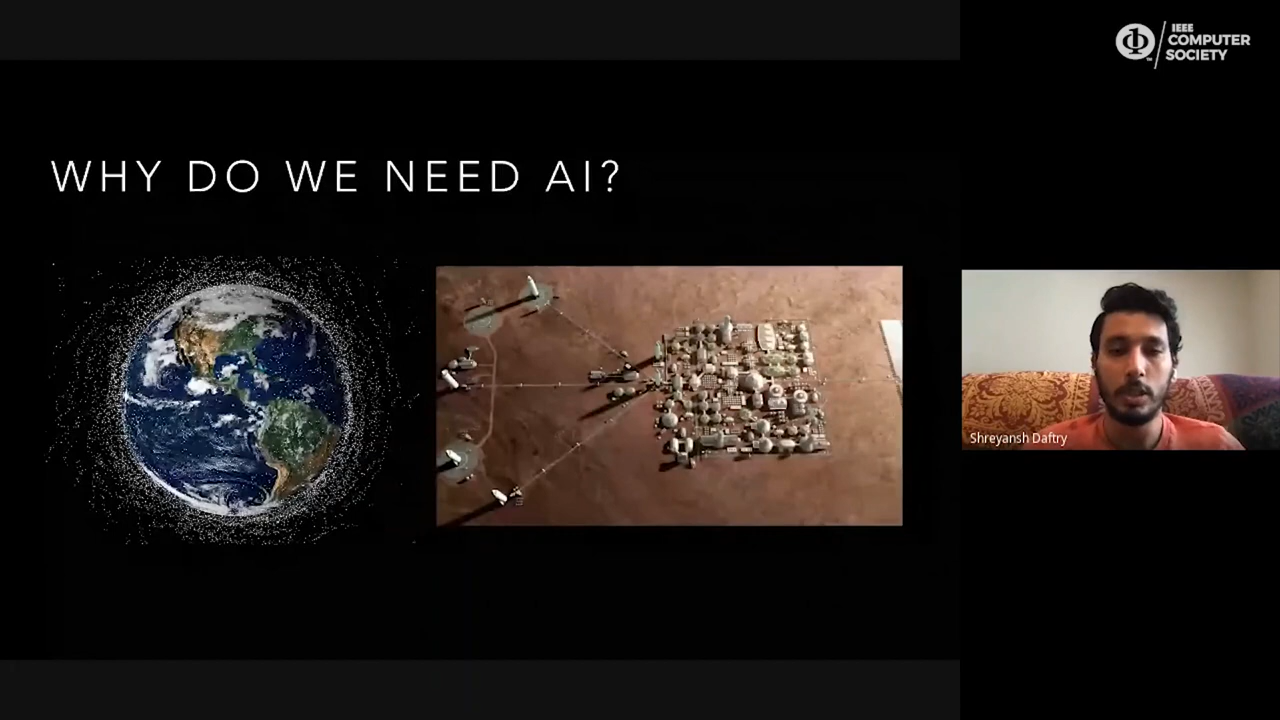 IEEE
COMPUTER
SOCIETY
WHY DO WE NEED AI?
Shreyansh Daftry